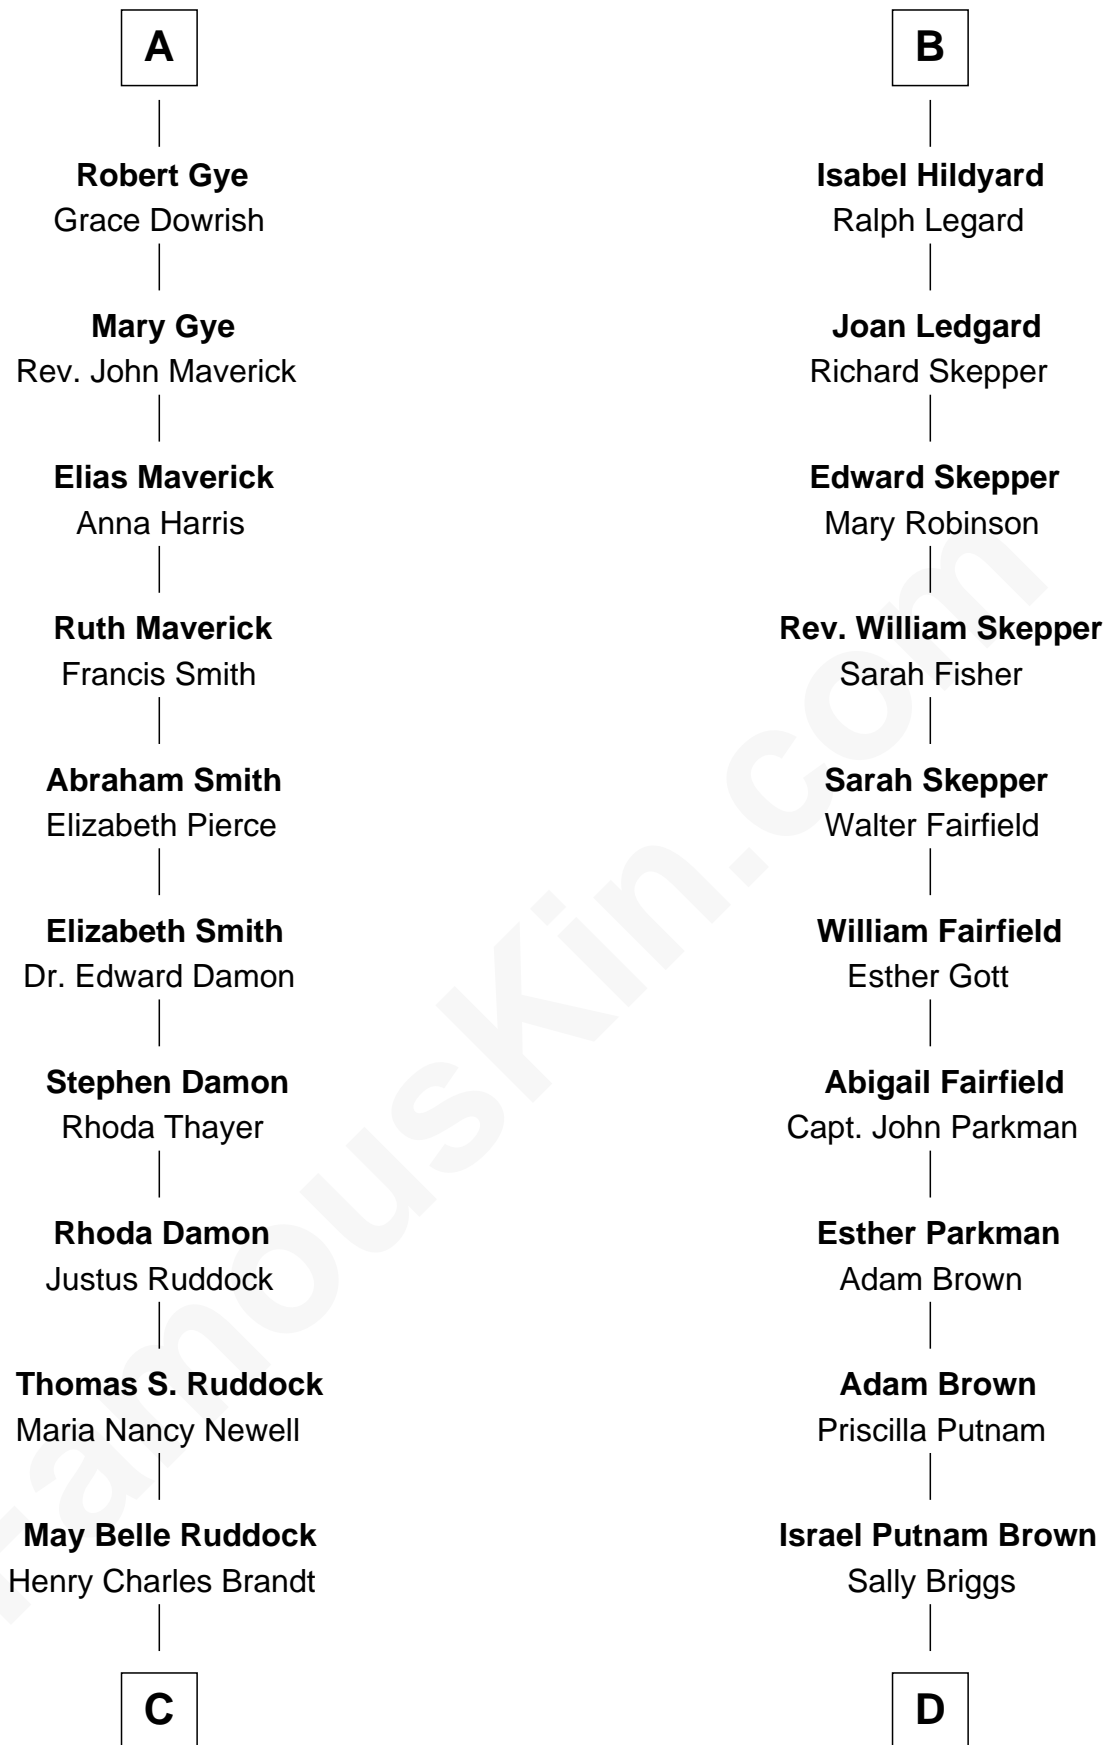 A
Robert Gye
Grace Dowrish
Mary Gye
Rev. John Maverick
Elias Maverick
Anna Harris
Ruth Maverick
Francis Smith
Abraham Smith
Elizabeth Pierce
Elizabeth Smith
Dr. Edward Damon
Stephen Damon
Rhoda Thayer
Rhoda Damon
Justus Ruddock
Thomas S. Ruddock
Maria Nancy Newell
May Belle Ruddock
Henry Charles Brandt
C
B
Isabel Hildyard
Ralph Legard
Joan Ledgard
Richard Skepper
Edward Skepper
Mary Robinson
Rev. William Skepper
Sarah Fisher
Sarah Skepper
Walter Fairfield
William Fairfield
Esther Gott
Abigail Fairfield
Capt. John Parkman
Esther Parkman
Adam Brown
Adam Brown
Priscilla Putnam
Israel Putnam Brown
Sally Briggs
D
FamousKin.com